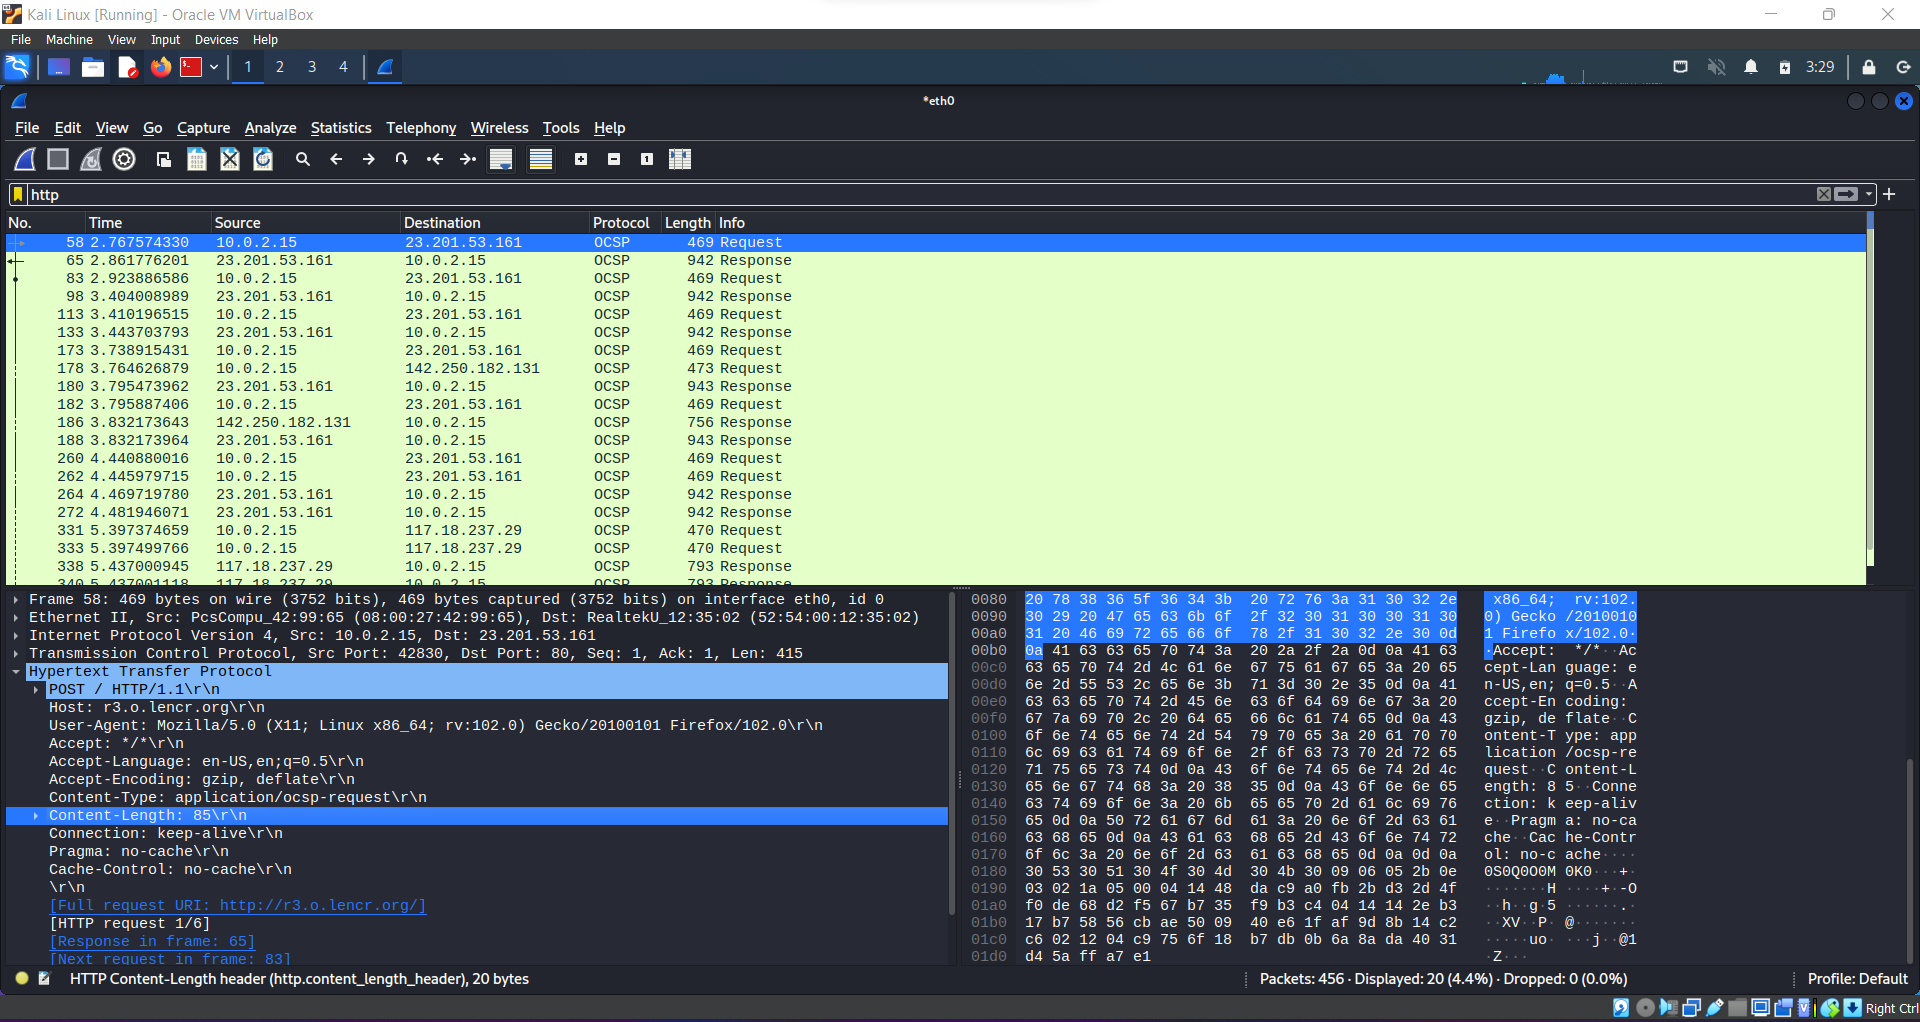 Kali Linux [Running] - Oracle VM VirtualBox
File Machine View Input Devices Help
1 2 3 4 3:29
*eth0
File Edit View Go Capture Analyze Statistics Telephony Wireless Tools Help
http
No. Time Source Destination Protocol Length Info
58 2.767574330 10.0.2.15 23.201.53.161 OCSP 469 Request
65 2.861776201 23.201.53.161 10.0.2.15 OCSP 942 Response
83 2.923886586 10.0.2.15 23.201.53.161 OCSP 469 Request
98 3.404008989 23.201.53.161 10.0.2.15 OCSP 942 Response
113 3.410196515 10.0.2.15 23.201.53.161 OCSP 469 Request
133 3.443703793 23.201.53.161 10.0.2.15 OCSP 942 Response
173 3.738915431 10.0.2.15 23.201.53.161 OCSP 469 Request
178 3.764626879 10.0.2.15 142.250.182.131 OCSP 473 Request
180 3.795473962 23.201.53.161 10.0.2.15 OCSP 943 Response
182 3.795887406 10.0.2.15 23.201.53.161 OCSP 469 Request
186 3.832173643 142.250.182.131 10.0.2.15 OCSP 756 Response
188 3.832173964 23.201.53.161 10.0.2.15 OCSP 943 Response
260 4.440880016 10.0.2.15 23.201.53.161 OCSP 469 Request
262 4.445979715 10.0.2.15 23.201.53.161 OCSP 469 Request
264 4.469719780 23.201.53.161 10.0.2.15 OCSP 942 Response
272 4.481946071 23.201.53.161 10.0.2.15 OCSP 942 Response
331 5.397374659 10.0.2.15 117.18.237.29 OCSP 470 Request
333 5.397499766 10.0.2.15 117.18.237.29 OCSP 470 Request
338 5.437000945 117.18.237.29 10.0.2.15 OCSP 793 Response
340 5.437001118 117.18.237.29 10.0.2.15 OCSP 793 Response
Frame 58: 469 bytes on wire (3752 bits), 469 bytes captured (3752 bits) on interface eth0, id 0
Ethernet II, Src: PcsCompu_42:99:65 (08:00:27:42:99:65), Dst: RealtekU_12:35:02 (52:54:00:12:35:02)
Internet Protocol Version 4, Src: 10.0.2.15, Dst: 23.201.53.161
Transmission Control Protocol, Src Port: 42830, Dst Port: 80, Seq: 1, Ack: 1, Len: 415
Hypertext Transfer Protocol
POST / HTTP/1.1\r\n
Host: r3.o.lencr.org\r\n
User-Agent: Mozilla/5.0 (X11; Linux x86_64; rv:102.0) Gecko/20100101 Firefox/102.0\r\n
Accept: */*\r\n
Accept-Language: en-US,en;q=0.5\r\n
Accept-Encoding: gzip, deflate\r\n
Content-Type: application/ocsp-request\r\n
Content-Length: 85\r\n
Connection: keep-alive\r\n
Pragma: no-cache\r\n
Cache-Control: no-cache\r\n
\r\n
[Full request URI: http://r3.o.lencr.org/]
[HTTP request 1/6]
[Response in frame: 65]
[Next request in frame: 83]
0080 20 78 38 36 5f 36 34 3b 20 72 76 3a 31 30 32 2e x86_64; rv:102.
0090 30 29 20 47 65 63 6b 6f 2f 32 30 31 30 30 31 30 0) Gecko /2010010
00a0 31 20 46 69 72 65 66 6f 78 2f 31 30 32 2e 30 0d 1 Firefo x/102.0·
00b0 0a 41 63 63 65 70 74 3a 20 2a 2f 2a 0d 0a 41 63 ·Accept: */*··Ac
00c0 63 65 70 74 2d 4c 61 6e 67 75 61 67 65 3a 20 65 cept-Lan guage: e
00d0 6e 2d 55 53 2c 65 6e 3b 71 3d 30 2e 35 0d 0a 41 n-US,en; q=0.5··A
00e0 63 63 65 70 74 2d 45 6e 63 6f 64 69 6e 67 3a 20 ccept-En coding:
00f0 67 7a 69 70 2c 20 64 65 66 6c 61 74 65 0d 0a 43 gzip, de flate··C
0100 6f 6e 74 65 6e 74 2d 54 79 70 65 3a 20 61 70 70 ontent-T ype: app
0110 6c 69 63 61 74 69 6f 6e 2f 6f 63 73 70 2d 72 65 lication /ocsp-re
0120 71 75 65 73 74 0d 0a 43 6f 6e 74 65 6e 74 2d 4c quest··C ontent-L
0130 65 6e 67 74 68 3a 20 38 35 0d 0a 43 6f 6e 6e 65 ength: 8 5··Conne
0140 63 74 69 6f 6e 3a 20 6b 65 65 70 2d 61 6c 69 76 ction: k eep-aliv
0150 65 0d 0a 50 72 61 67 6d 61 3a 20 6e 6f 2d 63 61 e··Pragm a: no-ca
0160 63 68 65 0d 0a 43 61 63 68 65 2d 43 6f 6e 74 72 che··Cac he-Contr
0170 6f 6c 3a 20 6e 6f 2d 63 61 63 68 65 0d 0a 0d 0a ol: no-c ache····
0180 30 53 30 51 30 4f 30 4d 30 4b 30 09 06 05 2b 0e 0S0Q0O0M 0K0···+·
0190 03 02 1a 05 00 04 14 48 da c9 a0 fb 2b d3 2d 4f ·······H ····+·-O
01a0 f0 de 68 d2 f5 67 b7 35 f9 b3 c4 04 14 14 2e b3 ··h··g·5 ······.·
01b0 17 b7 58 56 cb ae 50 09 40 e6 1f af 9d 8b 14 c2 ··XV··P· @·······
01c0 c6 02 12 04 c9 75 6f 18 b7 db 0b 6a 8a da 40 31 ·····uo· ···j··@1
01d0 d4 5a ff a7 e1 ·Z···
HTTP Content-Length header (http.content_length_header), 20 bytes Packets: 456 · Displayed: 20 (4.4%) · Dropped: 0 (0.0%) Profile: Default
Right Ctrl